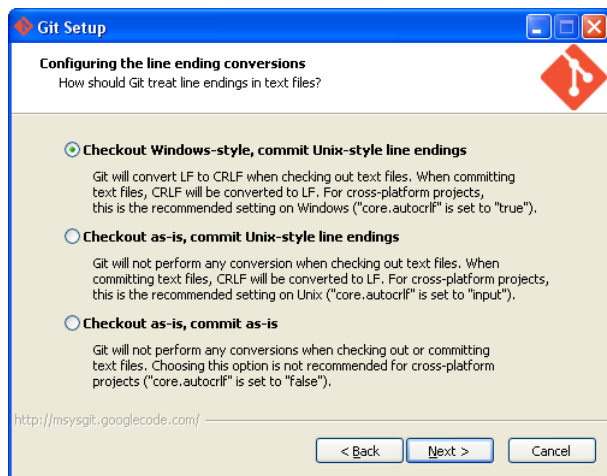 Git Setup
Configuring the line ending conversions
How should Git treat line endings in text files?
Checkout Windows-style, commit Unix-style line endings
Git will convert LF to CRLF when checking out text files. When committing
text files, CRLF will be converted to LF. For cross-platform projects,
this is the recommended setting on Windows ("core.autocrlf" is set to "true").
Checkout as-is, commit Unix-style line endings
Git will not perform any conversion when checking out text files. When
committing text files, CRLF will be converted to LF. For cross-platform projects,
this is the recommended setting on Unix ("core.autocrlf" is set to "input").
Checkout as-is, commit as-is
Git will not perform any conversions when checking out or committing
text files. Choosing this option is not recommended for cross-platform
projects ("core.autocrlf" is set to "false").
http://msysgit.googlecode.com/
< Back Next > Cancel